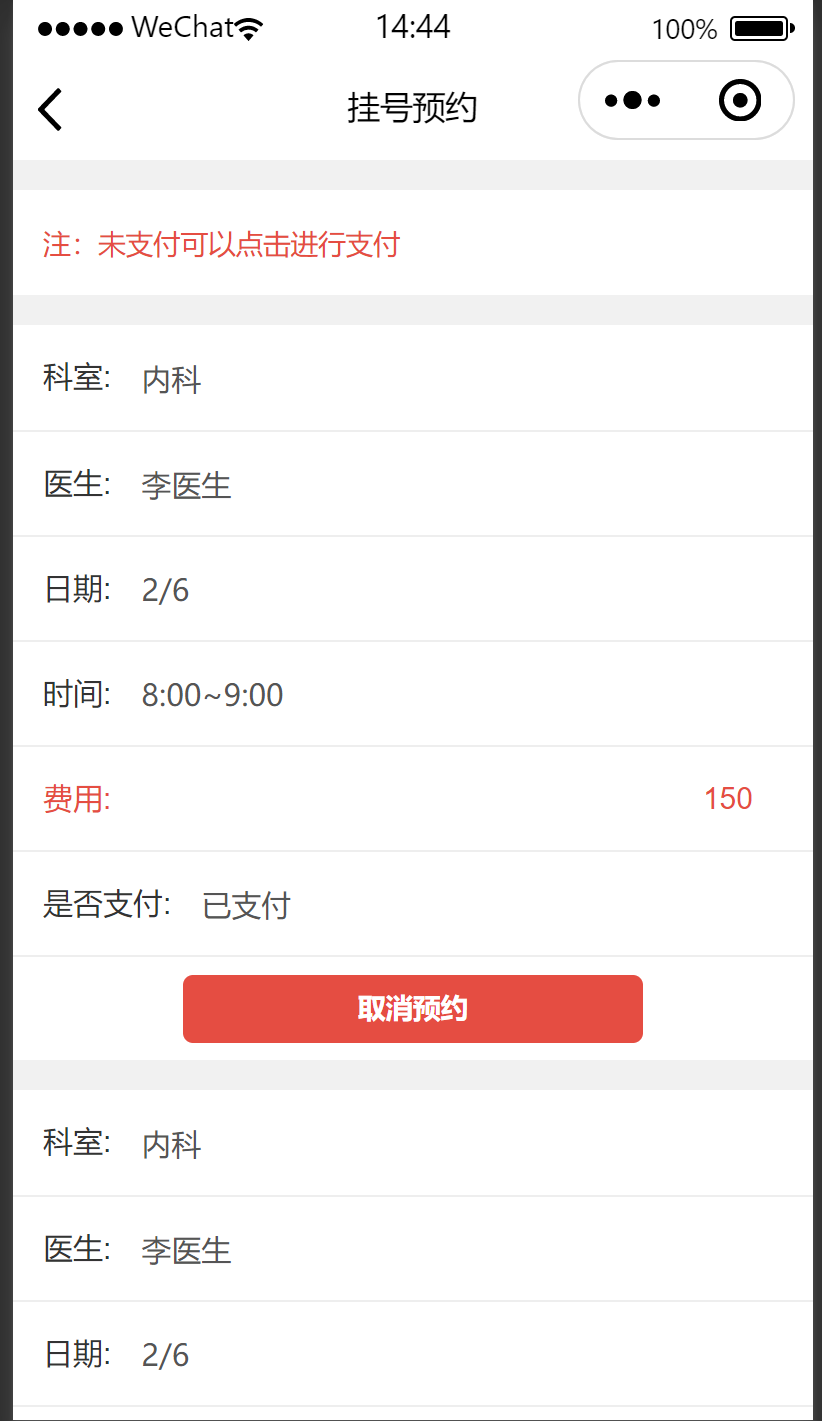 WeChat 14:44 100%
挂号预约
注：未支付可以点击进行支付
科室: 内科
医生: 李医生
日期: 2/6
时间: 8:00~9:00
费用: 150
是否支付: 已支付
取消预约
科室: 内科
医生: 李医生
日期: 2/6